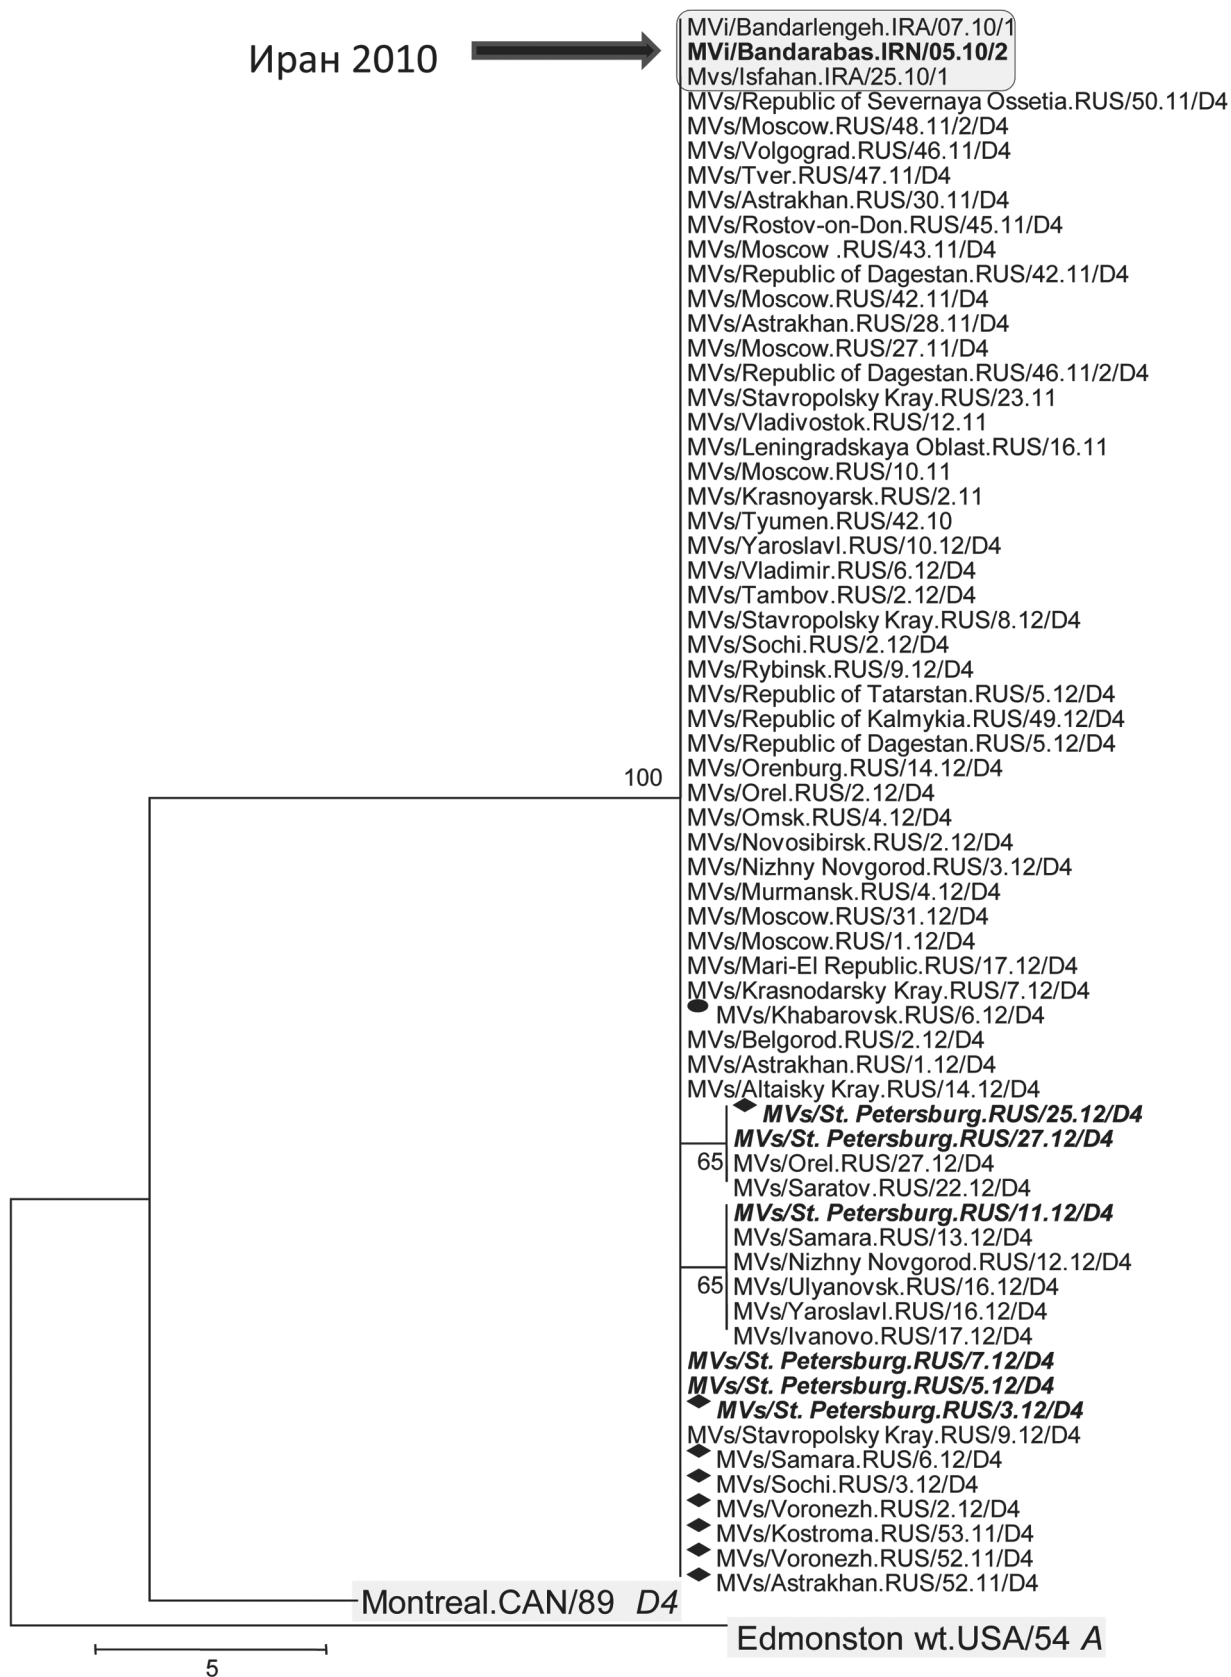 Иран 2010
MVi/Bandarlengeh.IRA/07.10/1
MVi/Bandarabas.IRN/05.10/2
Mvs/Isfahan.IRA/25.10/1
MVs/Republic of Severnaya Ossetia.RUS/50.11/D4
MVs/Moscow.RUS/48.11/2/D4
MVs/Volgograd.RUS/46.11/D4
MVs/Tver.RUS/47.11/D4
MVs/Astrakhan.RUS/30.11/D4
MVs/Rostov-on-Don.RUS/45.11/D4
MVs/Moscow .RUS/43.11/D4
MVs/Republic of Dagestan.RUS/42.11/D4
MVs/Moscow.RUS/42.11/D4
MVs/Astrakhan.RUS/28.11/D4
MVs/Moscow.RUS/27.11/D4
MVs/Republic of Dagestan.RUS/46.11/2/D4
MVs/Stavropolsky Kray.RUS/23.11
MVs/Vladivostok.RUS/12.11
MVs/Leningradskaya Oblast.RUS/16.11
MVs/Moscow.RUS/10.11
MVs/Krasnoyarsk.RUS/2.11
MVs/Tyumen.RUS/42.10
MVs/Yaroslavl.RUS/10.12/D4
MVs/Vladimir.RUS/6.12/D4
MVs/Tambov.RUS/2.12/D4
MVs/Stavropolsky Kray.RUS/8.12/D4
MVs/Sochi.RUS/2.12/D4
MVs/Rybinsk.RUS/9.12/D4
MVs/Republic of Tatarstan.RUS/5.12/D4
MVs/Republic of Kalmykia.RUS/49.12/D4
MVs/Republic of Dagestan.RUS/5.12/D4
MVs/Orenburg.RUS/14.12/D4
100
MVs/Orel.RUS/2.12/D4
MVs/Omsk.RUS/4.12/D4
MVs/Novosibirsk.RUS/2.12/D4
MVs/Nizhny Novgorod.RUS/3.12/D4
MVs/Murmansk.RUS/4.12/D4
MVs/Moscow.RUS/31.12/D4
MVs/Moscow.RUS/1.12/D4
MVs/Mari-El Republic.RUS/17.12/D4
MVs/Krasnodarsky Kray.RUS/7.12/D4
MVs/Khabarovsk.RUS/6.12/D4
MVs/Belgorod.RUS/2.12/D4
MVs/Astrakhan.RUS/1.12/D4
MVs/Altaisky Kray.RUS/14.12/D4
MVs/St. Petersburg.RUS/25.12/D4
MVs/St. Petersburg.RUS/27.12/D4
65
MVs/Orel.RUS/27.12/D4
MVs/Saratov.RUS/22.12/D4
MVs/St. Petersburg.RUS/11.12/D4
MVs/Samara.RUS/13.12/D4
MVs/Nizhny Novgorod.RUS/12.12/D4
65
MVs/Ulyanovsk.RUS/16.12/D4
MVs/Yaroslavl.RUS/16.12/D4
MVs/Ivanovo.RUS/17.12/D4
MVs/St. Petersburg.RUS/7.12/D4
MVs/St. Petersburg.RUS/5.12/D4
MVs/St. Petersburg.RUS/3.12/D4
MVs/Stavropolsky Kray.RUS/9.12/D4
MVs/Samara.RUS/6.12/D4
MVs/Sochi.RUS/3.12/D4
MVs/Voronezh.RUS/2.12/D4
MVs/Kostroma.RUS/53.11/D4
MVs/Voronezh.RUS/52.11/D4
MVs/Astrakhan.RUS/52.11/D4
Montreal.CAN/89 D4
Edmonston wt.USA/54 A
5